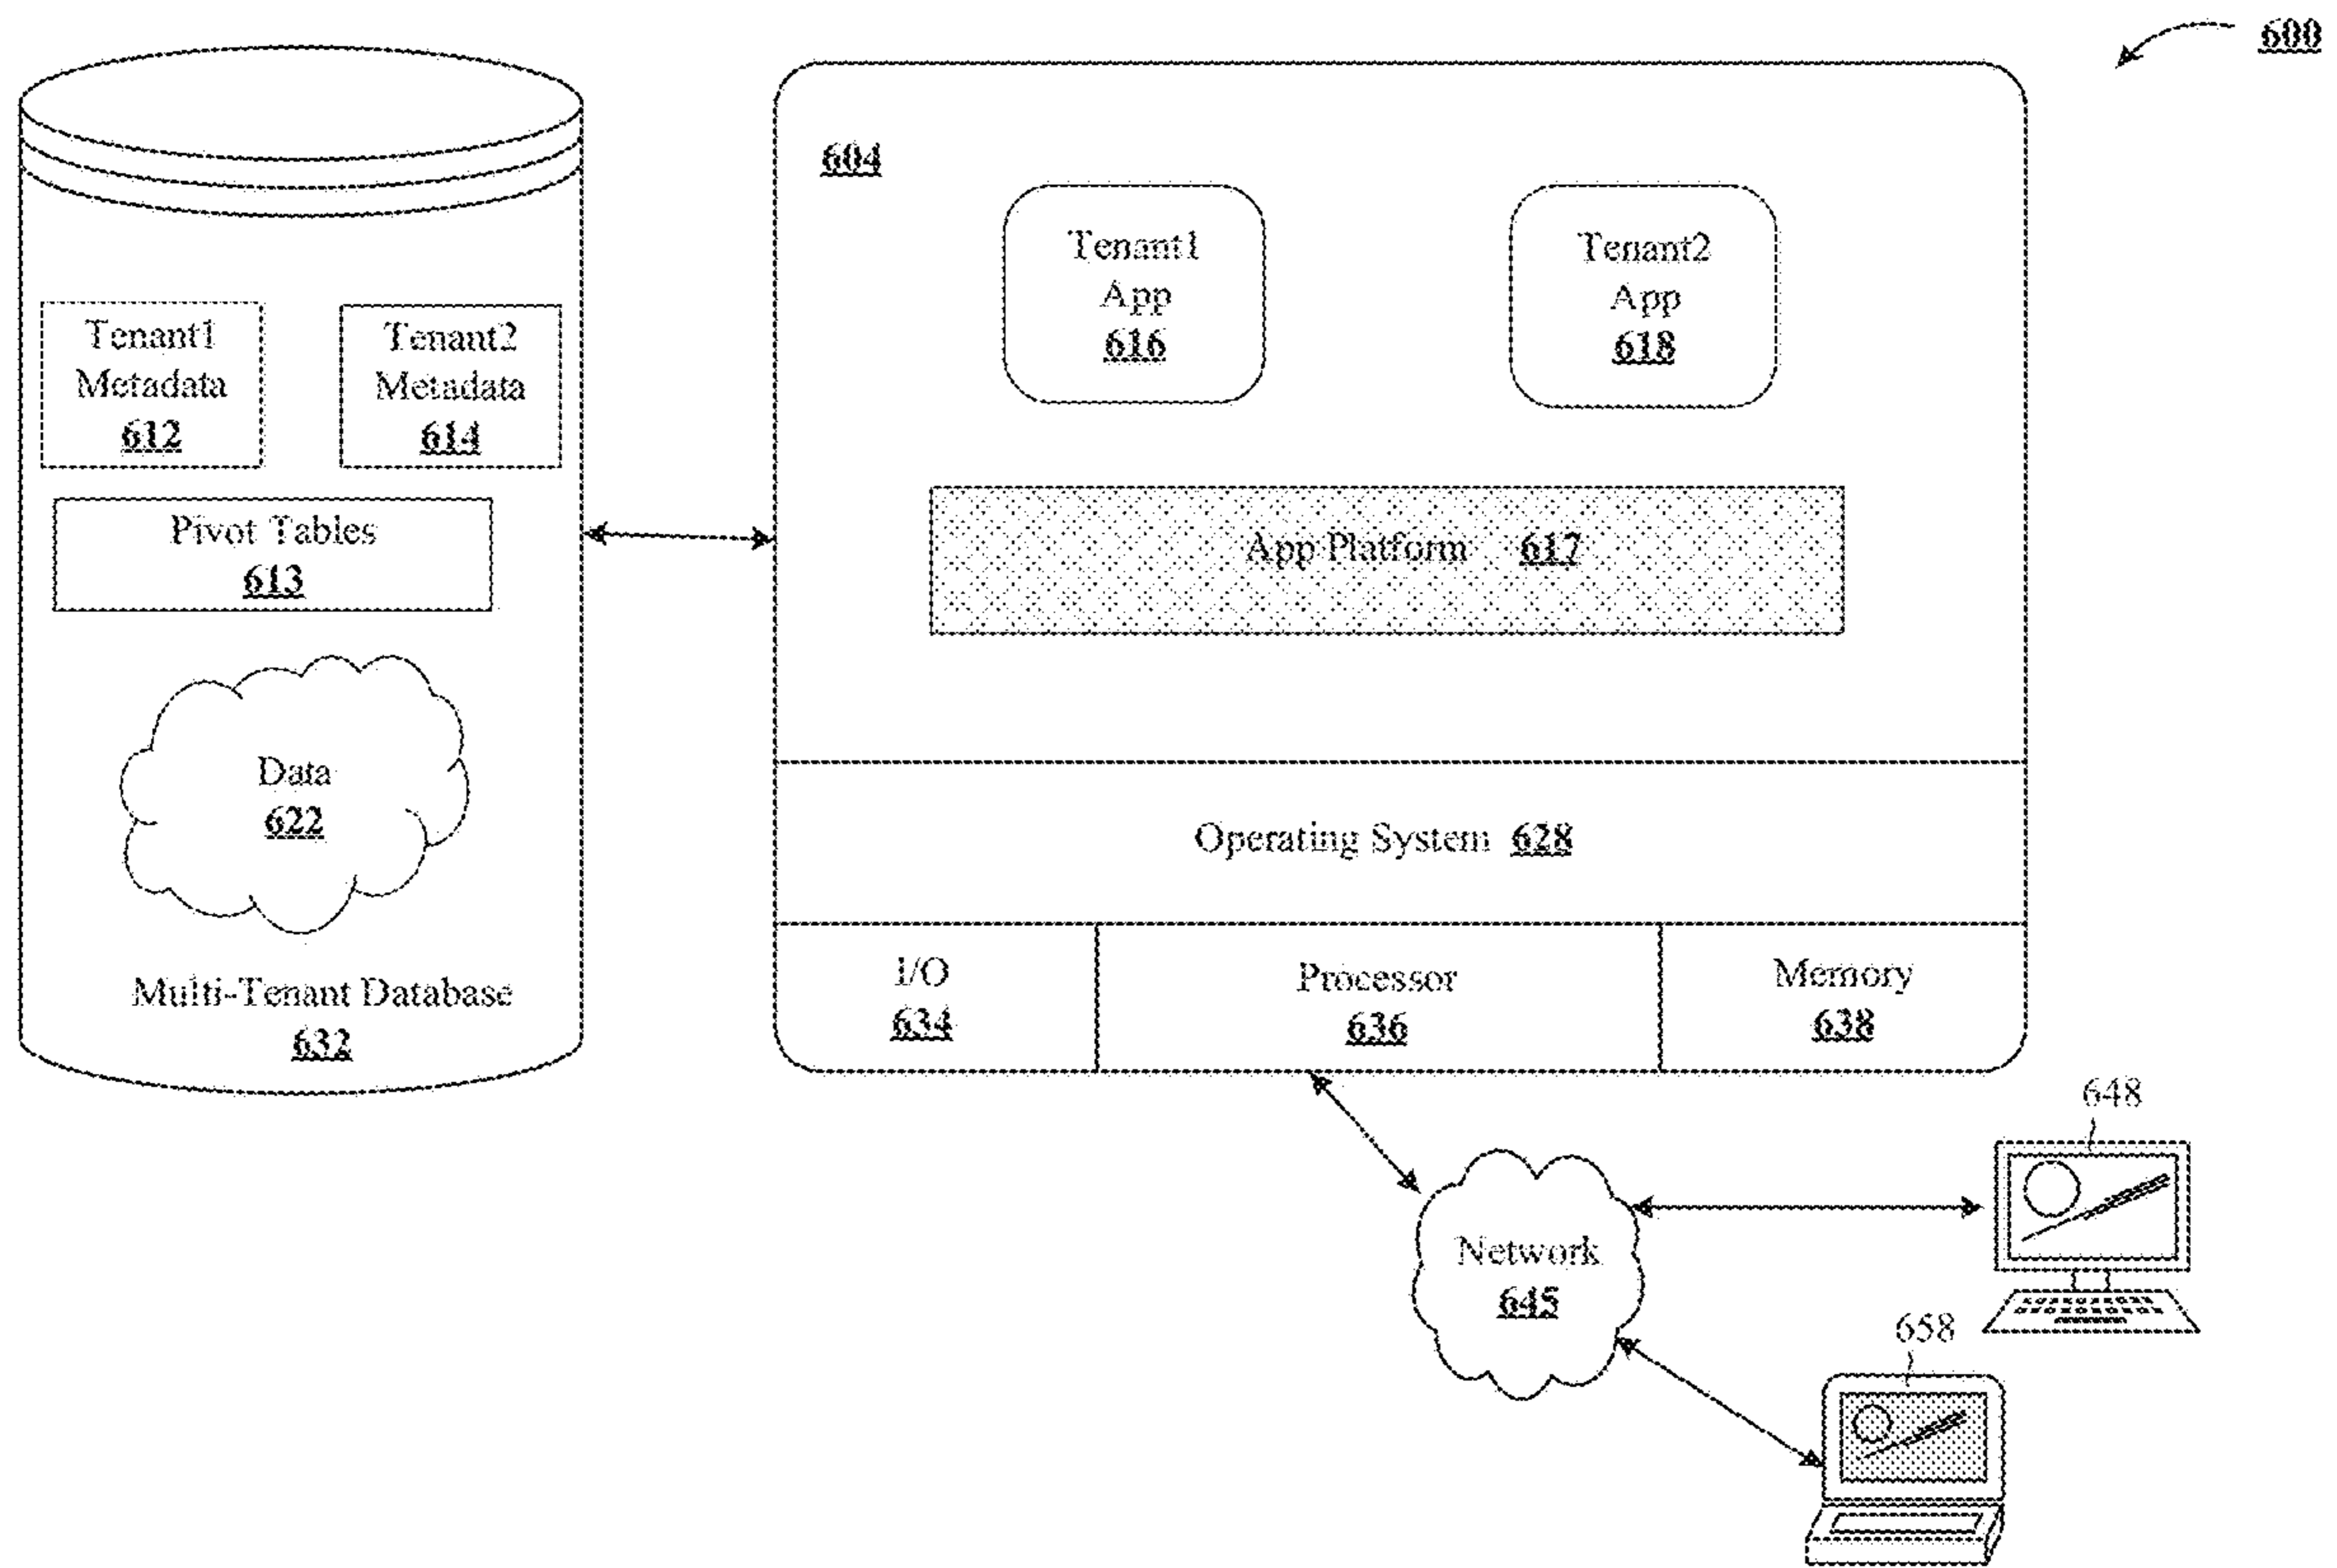 600
604
Tenant1
App
616
Tenant2
App
618
Tenant1
Metadata
612
Tenant2
Metadata
614
Pivot Tables
613
App Platform 617
Data
622
Operating System 628
Multi-Tenant Database
632
I/O
634
Processor
636
Memory
638
648
Network
645
658